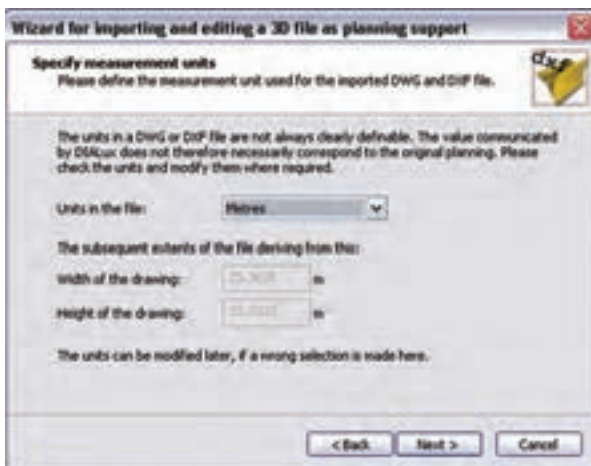 Wizard for importing and editing a 3D file as planning support
Specify measurement units
Please define the measurement unit used for the imported DWG and DXF file.
dxf
The units in a DWG or DXF file are not always clearly definable. The value communicated
by DIALux does not therefore necessarily correspond to the original planning. Please
check the units and modify them where required.
Units in the file: Metres
The subsequent extents of the file deriving from this:
Width of the drawing: m
Height of the drawing: m
The units can be modified later, if a wrong selection is made here.
< Back Next > Cancel